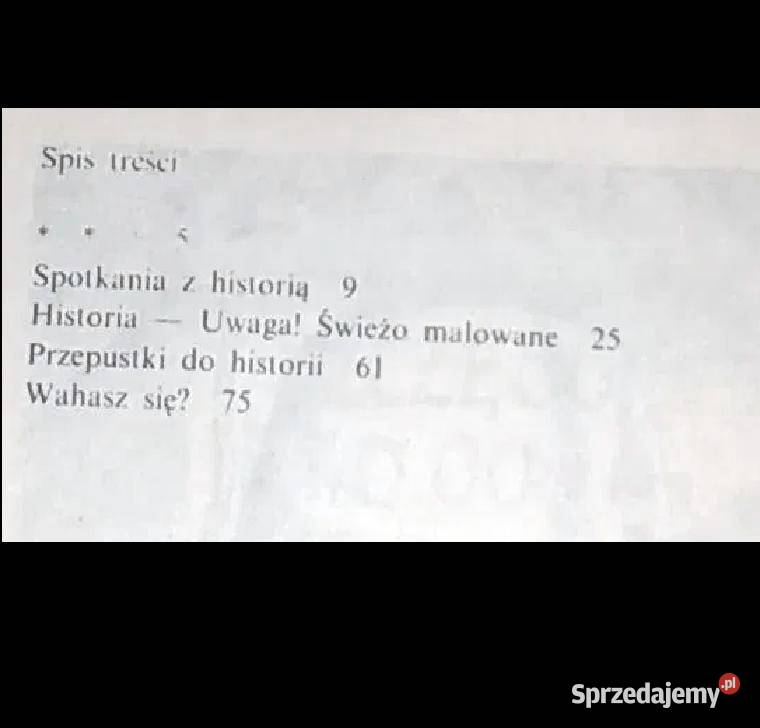 Spis treści
* * 5
Spotkania z historią 9
Historia — Uwaga! Świeżo malowane 25
Przepustki do historii 61
Wahasz się? 75
Sprzedajemy.pl